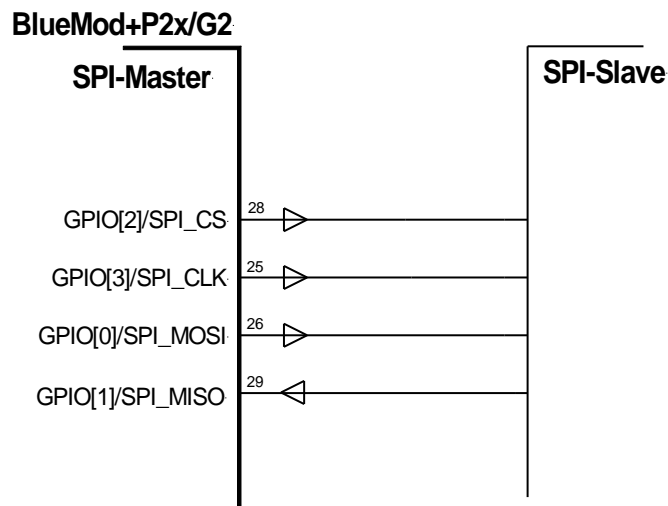 BlueMod+P2x/G2
SPI-Master
SPI-Slave
GPIO[2]/SPI_CS 28
GPIO[3]/SPI_CLK 25
GPIO[0]/SPI_MOSI 26
GPIO[1]/SPI_MISO 29